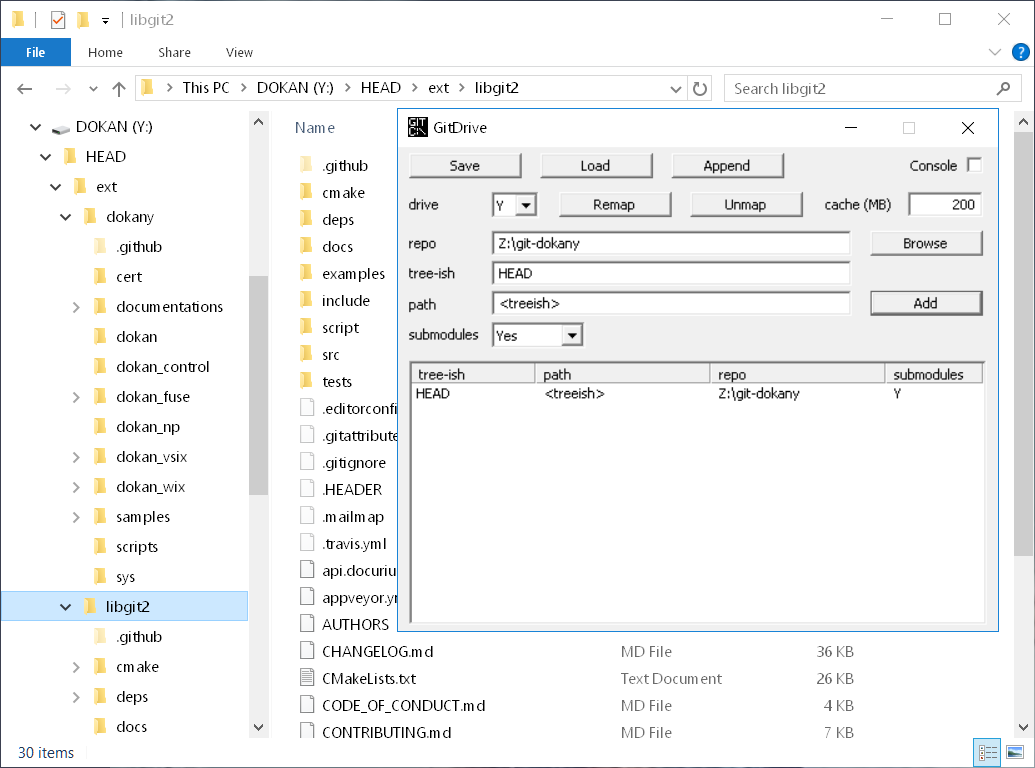 libgit2
File Home Share View
This PC DOKAN (Y:) HEAD ext libgit2
Search libgit2
DOKAN (Y:)
HEAD
ext
dokany
.github
cert
documentations
dokan
dokan_control
dokan_fuse
dokan_np
dokan_vsix
dokan_wix
samples
scripts
sys
libgit2
.github
cmake
deps
docs
Name
.github
cmake
deps
docs
examples
include
script
src
tests
.editorconfi
.gitattribute
.gitignore
.HEADER
.mailmap
.travis.yml
api.docuriu
appveyor.yr
AUTHORS
CHANGELOG.md MD File 36 KB
CMakeLists.txt Text Document 26 KB
CODE_OF_CONDUCT.md MD File 4 KB
CONTRIBUTING.md MD File 7 KB
GitDrive
Save Load Append Console
drive Y Remap Unmap cache (MB) 200
repo Z:\git-dokany Browse
tree-ish HEAD
path <treeish> Add
submodules Yes
tree-ish path repo submodules
HEAD <treeish> Z:\git-dokany Y
30 items